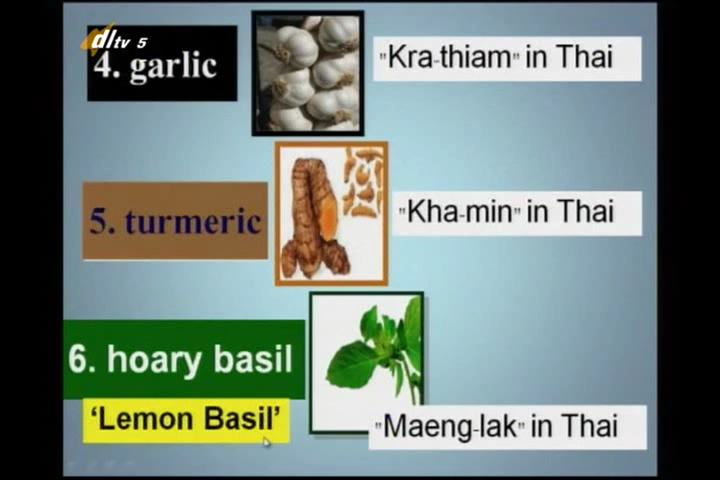 dltv 5
4. garlic
"Kra-thiam" in Thai
5. turmeric
"Kha-min" in Thai
6. hoary basil
‘Lemon Basil’
"Maeng-lak" in Thai